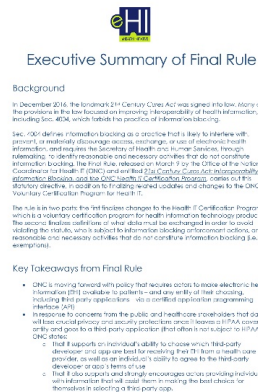 eHI
Executive Summary of Final Rule
Background
In December 2016, the landmark 21st Century Cures Act was signed into law. Many o
the provisions in the law focused on improving interoperability of health information,
including Sec. 4004, which forbids the practice of information blocking.
Sec. 4004 defines information blocking as a practice that is likely to interfere with,
prevent, or materially discourage access, exchange, or use of electronic health
information, and requires the Secretary of Health and Human Services, through
rulemaking, to identify reasonable and necessary activities that do not constitute
information blocking. The Final Rule, released on March 9 by the Office of the Nation
Coordinator for Health IT (ONC) and entitled 21st Century Cures Act: Interoperability
Information Blocking, and the ONC Health IT Certification Program, carries out this
statutory directive, in addition to finalizing related updates and changes to the ONC
Voluntary Certification Program for Health IT.
The rule is in two parts: the first finalizes changes to the Health IT Certification Program
which is a voluntary certification program for health information technology produc
The second finalizes definitions of what data must be exchanged in order to avoid
violating the statute, who is subject to information blocking enforcement actions, an
reasonable and necessary activities that do not constitute information blocking (i.e.
exemptions).
Key Takeaways from Final Rule
• ONC is moving forward with policy that requires actors to make electronic he
information (EHI) available to patients – and any entity of their choosing,
including third party applications – via a certified application programming
interface (API)
• In response to concerns from the public and healthcare stakeholders that da
will lose crucial privacy and security protections once it leaves a HIPAA cover
entity and goes to a third party application (that often is not subject to HIPAA
ONC states:
o That it supports an individual's ability to choose which third-party
developer and app are best for receiving their EHI from a health care
provider, as well as an individual's ability to agree to the third-party
developer or app's terms of use
o That it also supports and strongly encourages actors providing individu
with information that will assist them in making the best choice for
themselves in selecting a third party app.